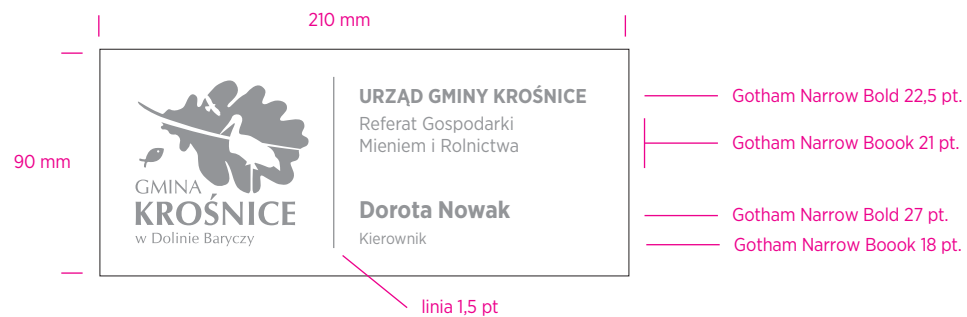 210 mm
90 mm
GMINA
KROŚNICE
w Dolinie Baryczy
URZĄD GMINY KROŚNICE
Referat Gospodarki
Mieniem i Rolnictwa
Dorota Nowak
Kierownik
Gotham Narrow Bold 22,5 pt.
Gotham Narrow Boook 21 pt.
Gotham Narrow Bold 27 pt.
Gotham Narrow Boook 18 pt.
linia 1,5 pt